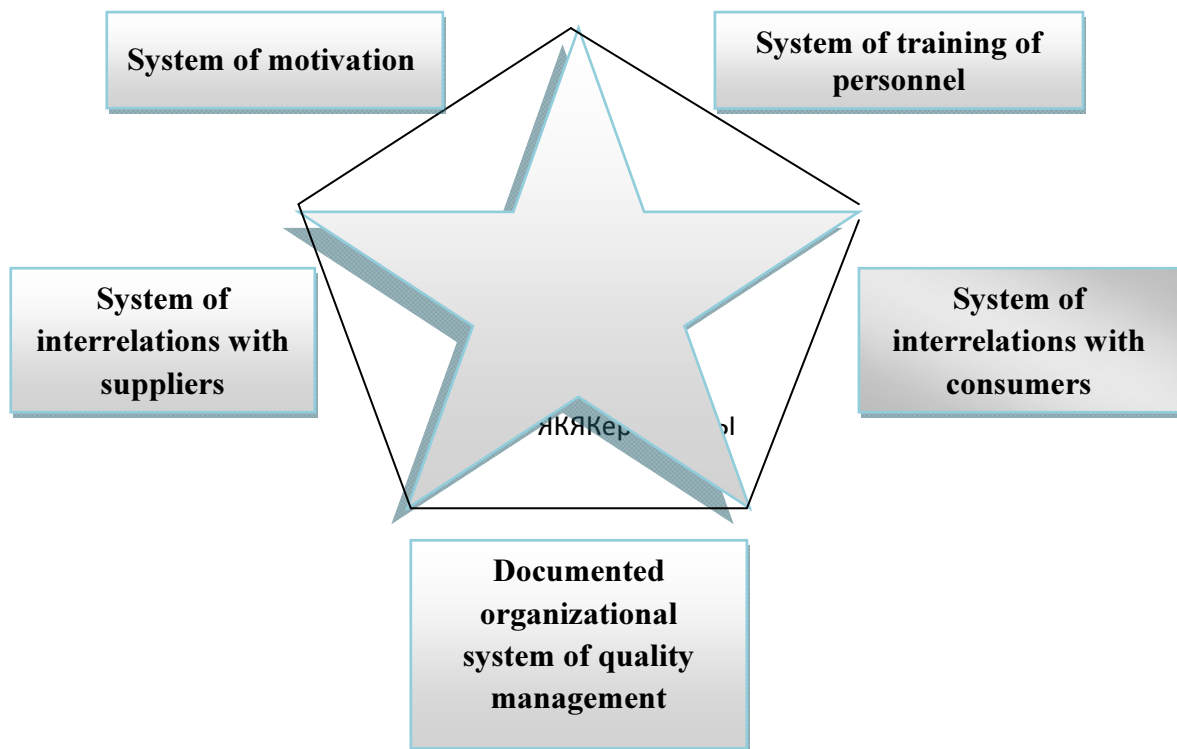 System of motivation
System of training of
personnel
System of
interrelations with
suppliers
System of
interrelations with
consumers
Documented
organizational
system of quality
management